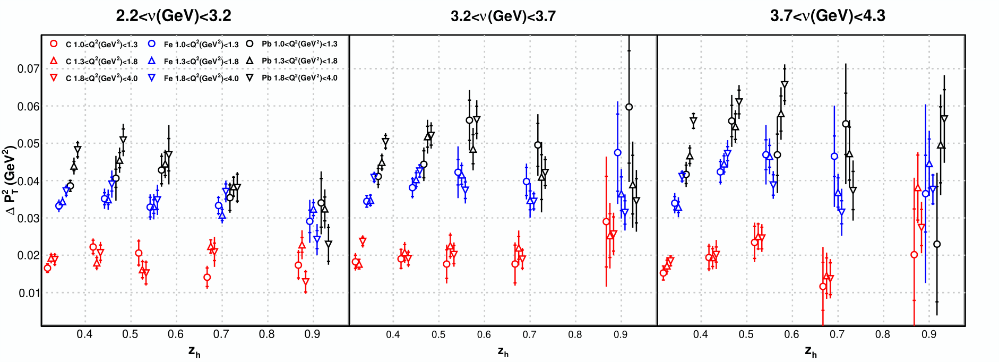 2.2<ν(GeV)<3.2 3.2<ν(GeV)<3.7 3.7<ν(GeV)<4.3
C 1.0<Q²(GeV²)<1.3 Fe 1.0<Q²(GeV²)<1.3 Pb 1.0<Q²(GeV²)<1.3
C 1.3<Q²(GeV²)<1.8 Fe 1.3<Q²(GeV²)<1.8 Pb 1.3<Q²(GeV²)<1.8
C 1.8<Q²(GeV²)<4.0 Fe 1.8<Q²(GeV²)<4.0 Pb 1.8<Q²(GeV²)<4.0
0.07
0.06
0.05
0.04
0.03
0.02
0.01
Δ P_T^2 (GeV²)
0.4 0.5 0.6 0.7 0.8 0.9 0.4 0.5 0.6 0.7 0.8 0.9 0.4 0.5 0.6 0.7 0.8 0.9
z_h z_h z_h